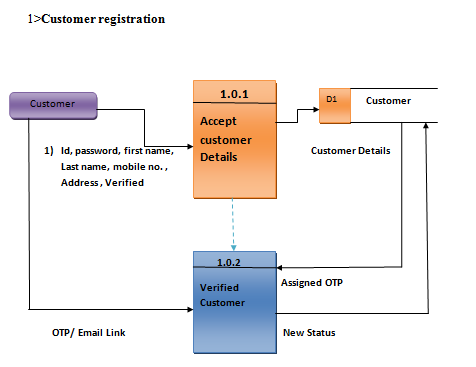 1>Customer registration
Customer
1.0.1
Accept
customer
Details
D1
Customer
1) Id, password, first name,
Last name, mobile no. ,
Address, Verified
Customer Details
1.0.2
Verified
Customer
Assigned OTP
OTP/ Email Link
New Status